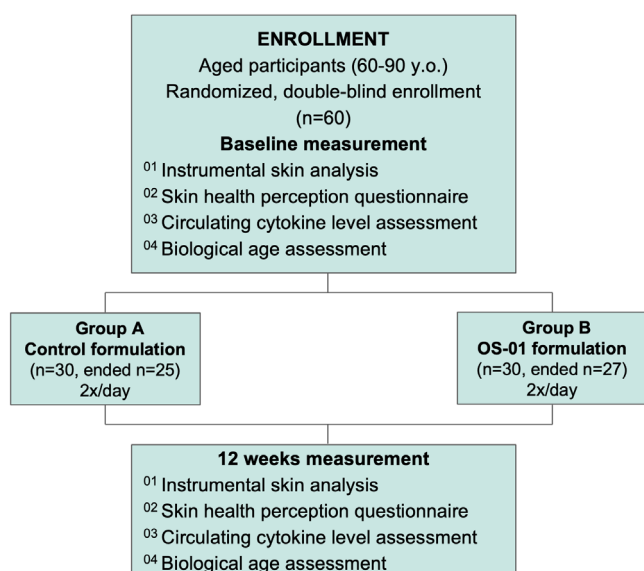 ENROLLMENT
Aged participants (60-90 y.o.)
Randomized, double-blind enrollment
(n=60)
Baseline measurement
01 Instrumental skin analysis
02 Skin health perception questionnaire
03 Circulating cytokine level assessment
04 Biological age assessment
Group A
Control formulation
(n=30, ended n=25)
2x/day
Group B
OS-01 formulation
(n=30, ended n=27)
2x/day
12 weeks measurement
01 Instrumental skin analysis
02 Skin health perception questionnaire
03 Circulating cytokine level assessment
04 Biological age assessment